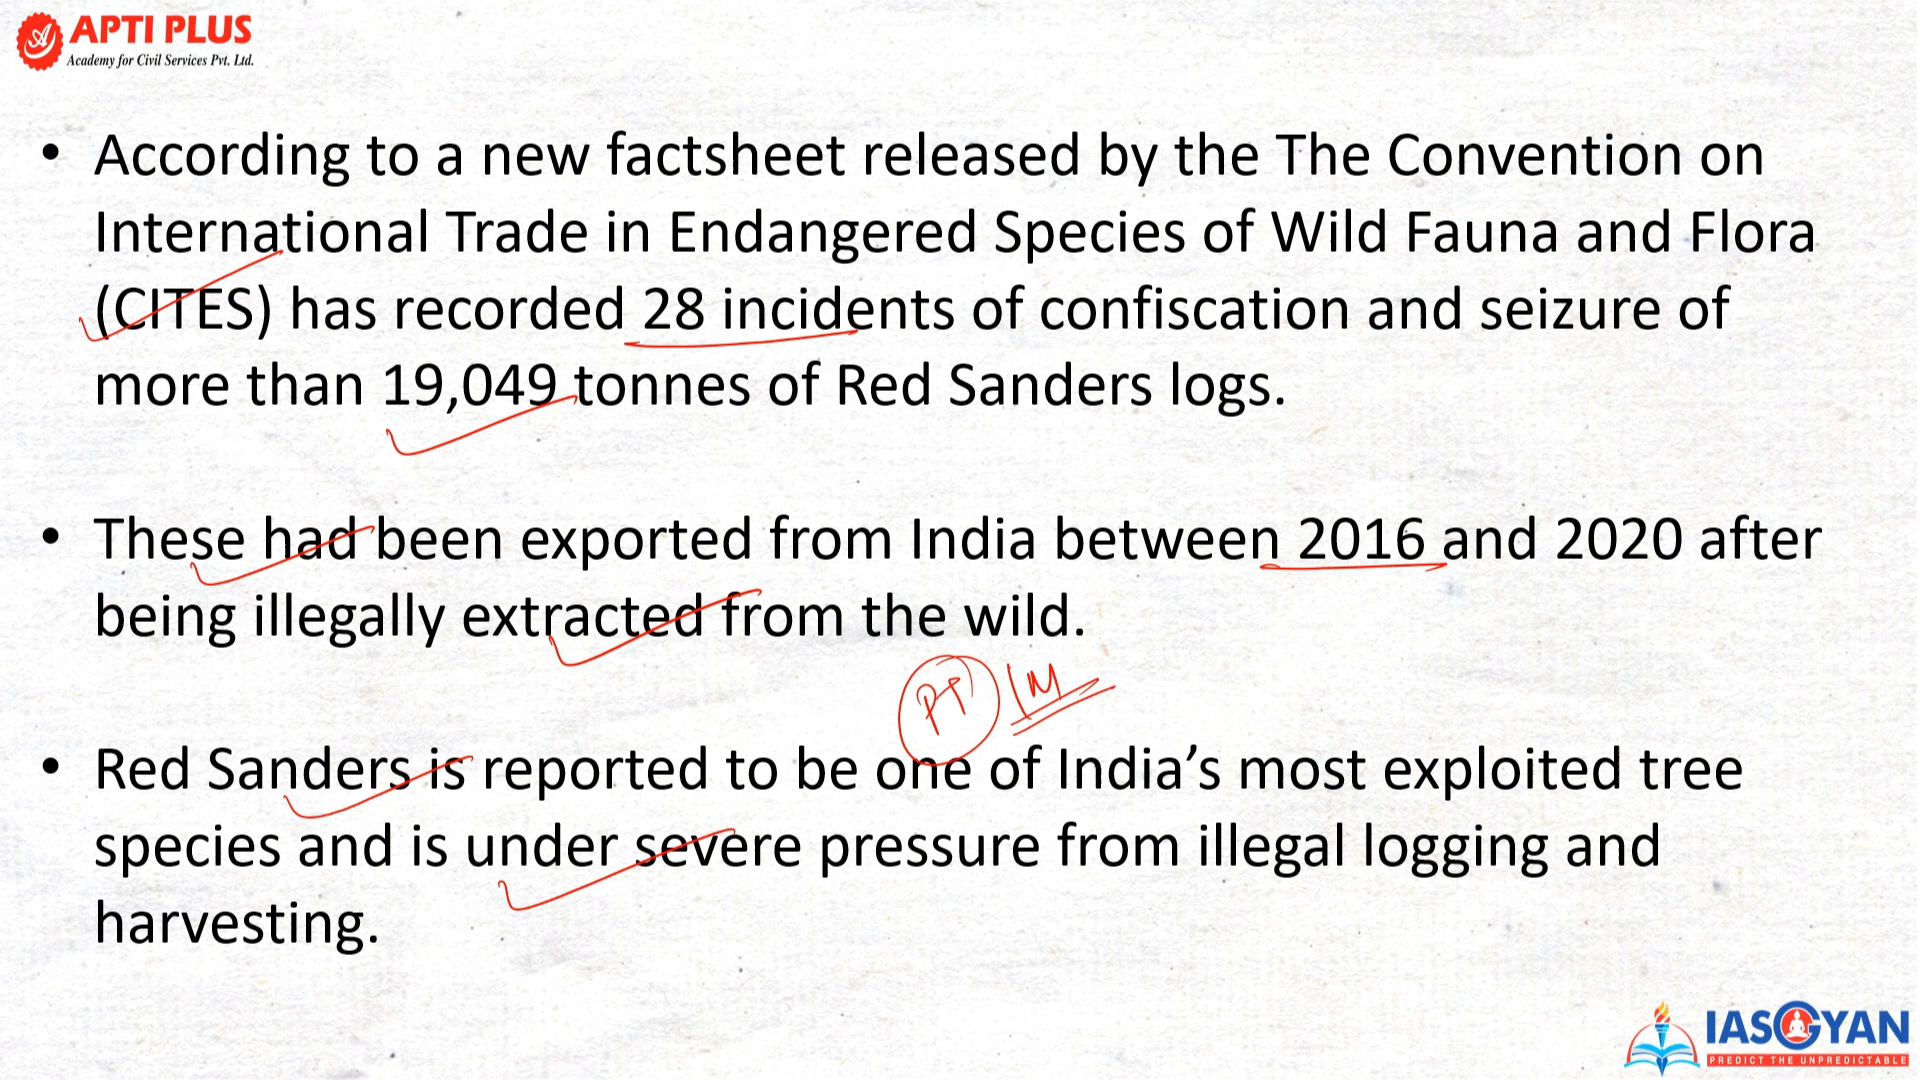 APTI PLUS
Academy for Civil Services Pvt. Ltd.
• According to a new factsheet released by the The Convention on
International Trade in Endangered Species of Wild Fauna and Flora
(CITES) has recorded 28 incidents of confiscation and seizure of
more than 19,049 tonnes of Red Sanders logs.
• These had been exported from India between 2016 and 2020 after
being illegally extracted from the wild.
PT M
• Red Sanders is reported to be one of India’s most exploited tree
species and is under severe pressure from illegal logging and
harvesting.
IASGYAN
PREDICT THE UNPREDICTABLE